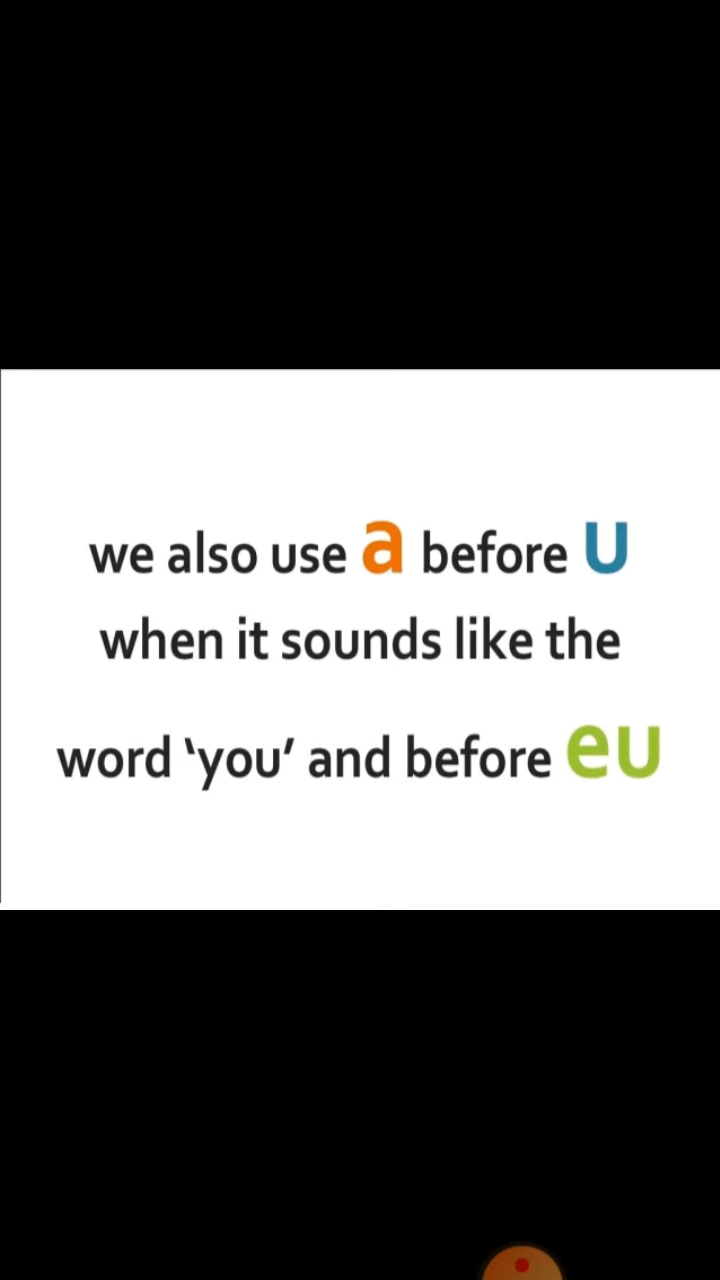 we also use a before u
when it sounds like the
word ‘you’ and before eu